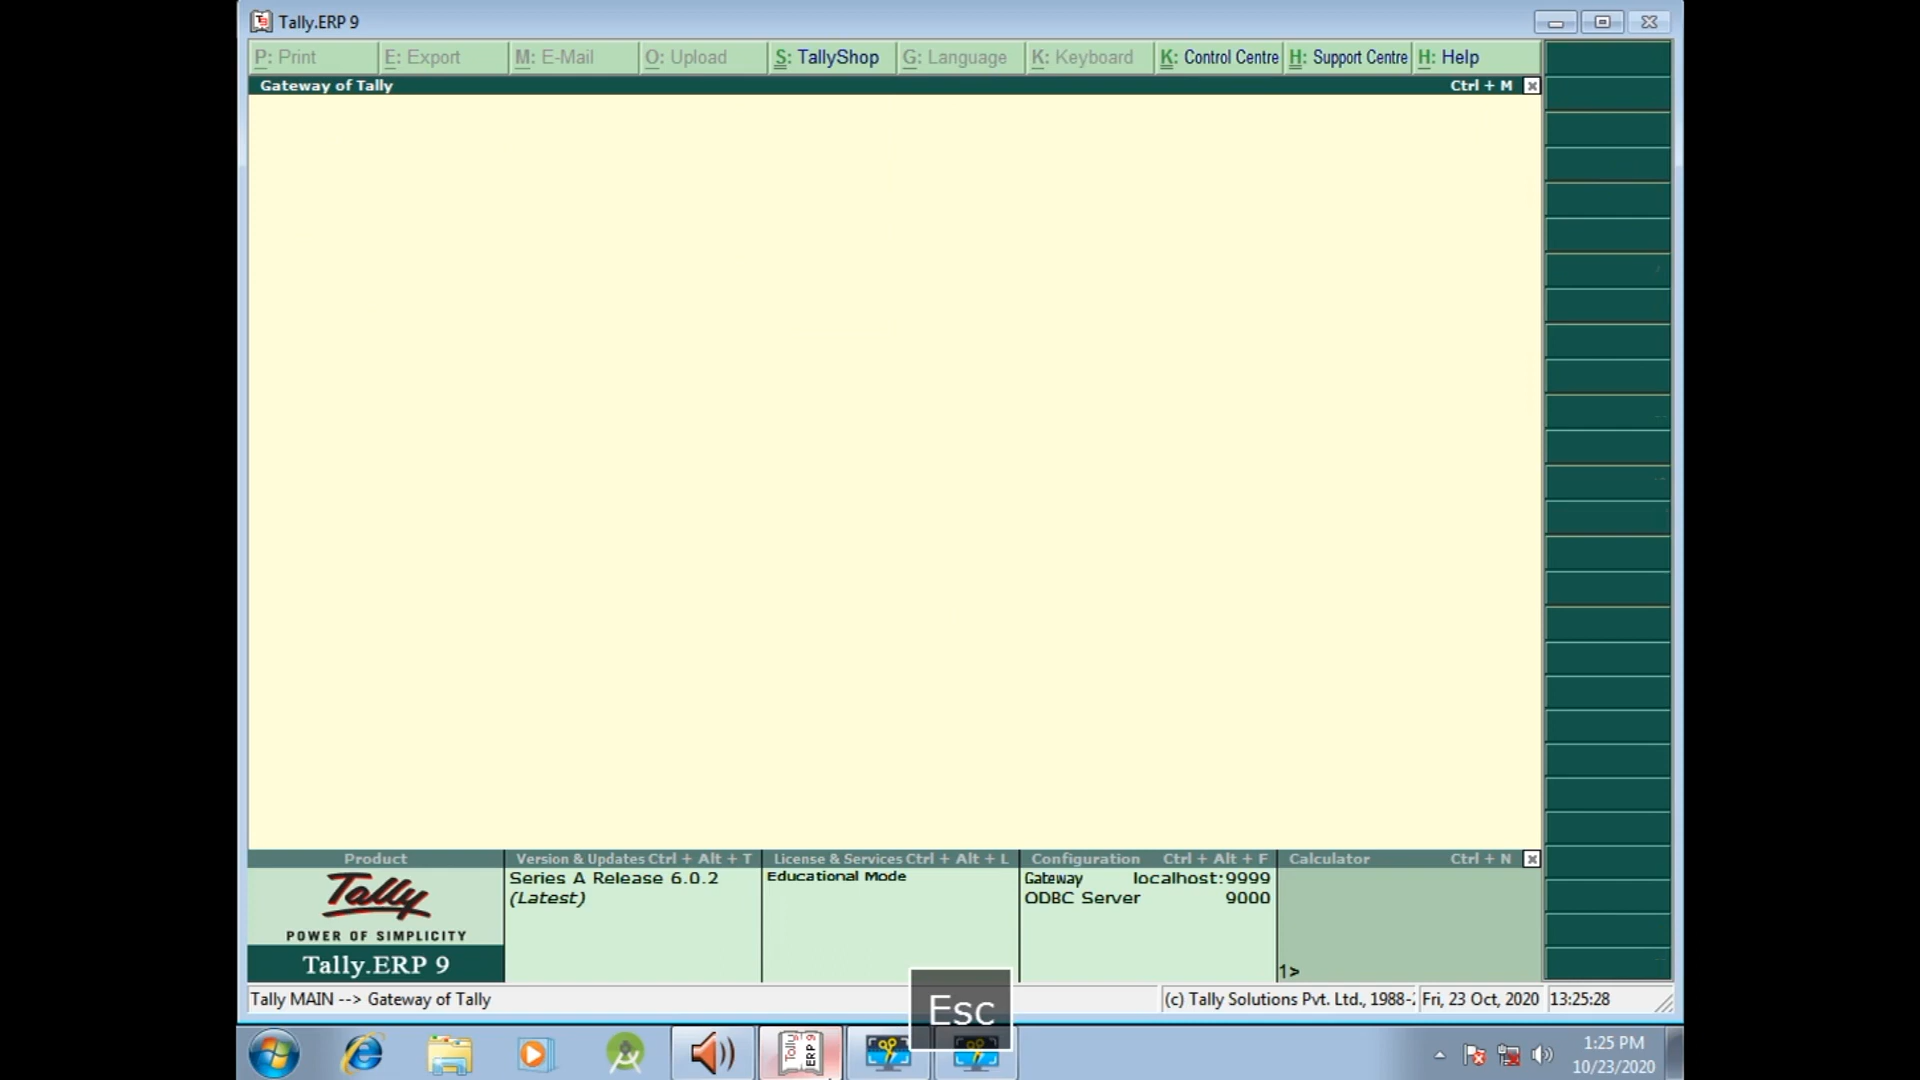 Tally.ERP 9
P: Print E: Export M: E-Mail O: Upload S: TallyShop G: Language K: Keyboard K: Control Centre H: Support Centre H: Help
Gateway of Tally Ctrl + M
Product Version & Updates Ctrl + Alt + T License & Services Ctrl + Alt + L Configuration Ctrl + Alt + F Calculator Ctrl + N
Tally
POWER OF SIMPLICITY
Tally.ERP 9
Series A Release 6.0.2
(Latest)
Educational Mode
Gateway localhost:9999
ODBC Server 9000
1>
Tally MAIN --> Gateway of Tally (c) Tally Solutions Pvt. Ltd., 1988- Fri, 23 Oct, 2020 13:25:28
Esc
Tally
ERP 9
1:25 PM
10/23/2020